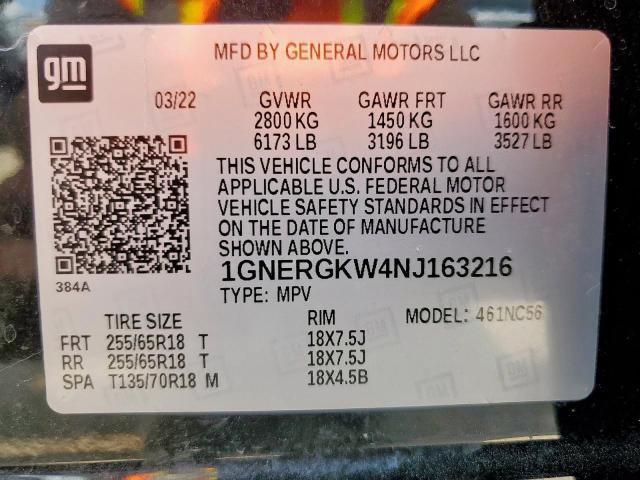 gm
MFD BY GENERAL MOTORS LLC
03/22 GVWR GAWR FRT GAWR RR
2800 KG 1450 KG 1600 KG
6173 LB 3196 LB 3527 LB
THIS VEHICLE CONFORMS TO ALL
APPLICABLE U.S. FEDERAL MOTOR
VEHICLE SAFETY STANDARDS IN EFFECT
ON THE DATE OF MANUFACTURE
SHOWN ABOVE.
1GNERGKW4NJ163216
384A
TYPE: MPV MODEL: 461NC56
TIRE SIZE RIM
FRT 255/65R18 T 18X7.5J
RR 255/65R18 T 18X7.5J
SPA T135/70R18 M 18X4.5B